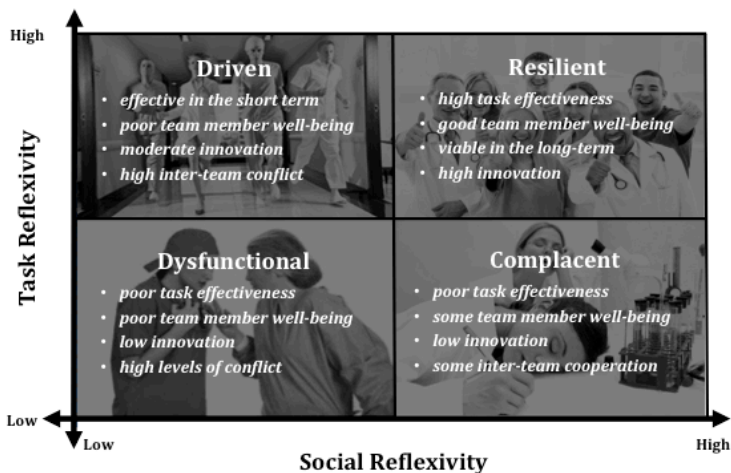 High
Driven
• effective in the short term
• poor team member well-being
• moderate innovation
• high inter-team conflict
Resilient
• high task effectiveness
• good team member well-being
• viable in the long-term
• high innovation
Task Reflexivity
Dysfunctional
• poor task effectiveness
• poor team member well-being
• low innovation
• high levels of conflict
Complacent
• poor task effectiveness
• some team member well-being
• low innovation
• some inter-team cooperation
Low
Low
High
Social Reflexivity